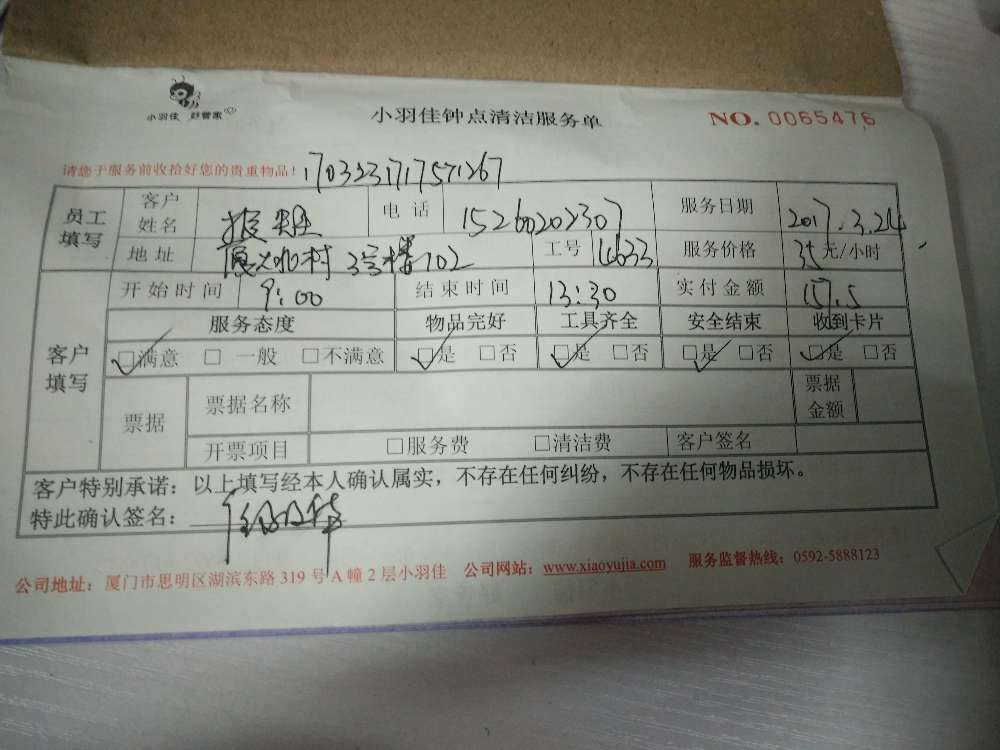 小羽佳 妙管家
小羽佳钟点清洁服务单 NO. 0065476
请您于服务前收拾好您的贵重物品! 1703231717571267
员工填写 客户姓名 电话 15260202307 服务日期 2017.3.24
地址 村 3号楼102 工号 14633 服务价格 35元/小时
开始时间 9:00 结束时间 13:30 实付金额 157.5
客户填写 服务态度 物品完好 工具齐全 安全结束 收到卡片
☑满意 □ 一般 □不满意 ☑是 □否 ☑是 □否 ☑是 □否 ☑是 □否
票据 票据名称 票据金额
开票项目 □服务费 □清洁费 客户签名
客户特别承诺：以上填写经本人确认属实，不存在任何纠纷，不存在任何物品损坏。
特此确认签名：
公司地址：厦门市思明区湖滨东路 319 号 A 幢 2 层小羽佳 公司网站：www.xiaoyujia.com 服务监督热线：0592-5888123